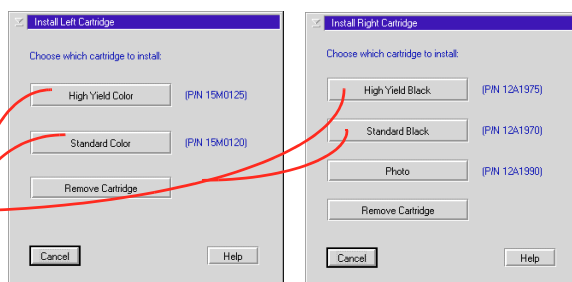 Install Left Cartridge
Choose which cartridge to install:
High Yield Color (P/N 15M0125)
Standard Color (P/N 15M0120)
Remove Cartridge
Cancel Help
Install Right Cartridge
Choose which cartridge to install:
High Yield Black (P/N 12A1975)
Standard Black (P/N 12A1970)
Photo (P/N 12A1990)
Remove Cartridge
Cancel Help